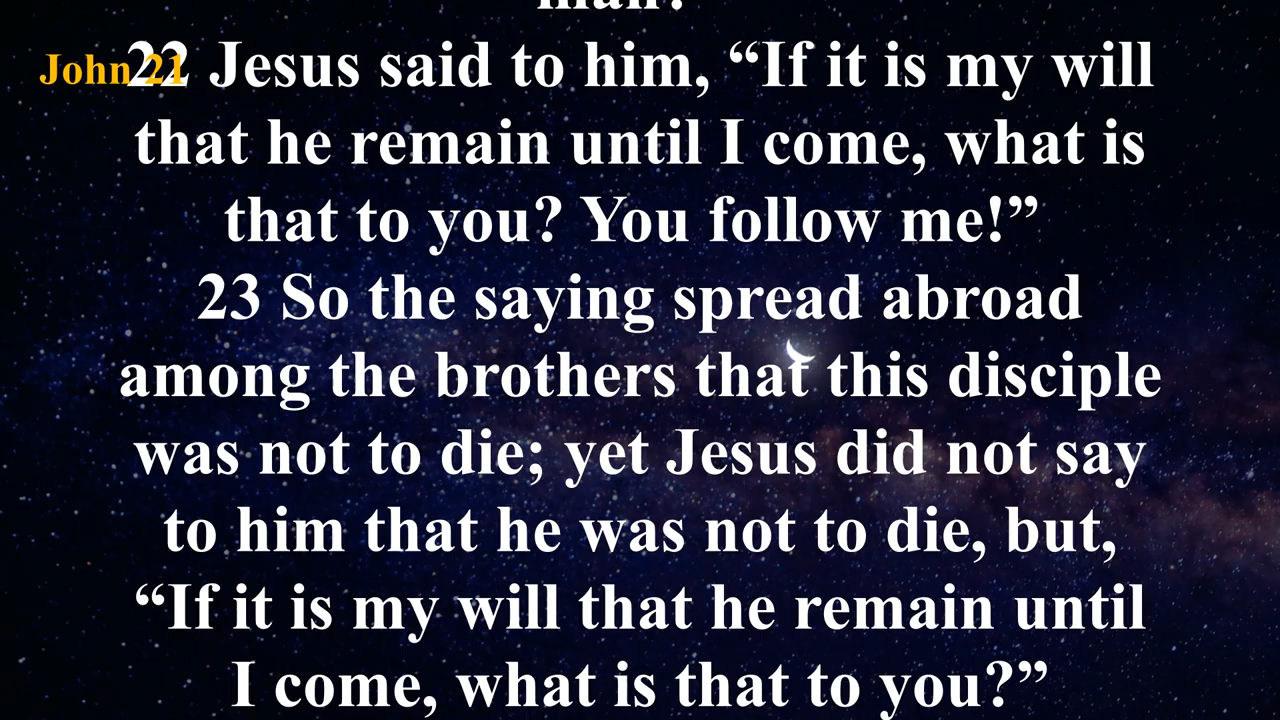 man?”
John 21
22 Jesus said to him, “If it is my will
that he remain until I come, what is
that to you? You follow me!”
23 So the saying spread abroad
among the brothers that this disciple
was not to die; yet Jesus did not say
to him that he was not to die, but,
“If it is my will that he remain until
I come, what is that to you?”